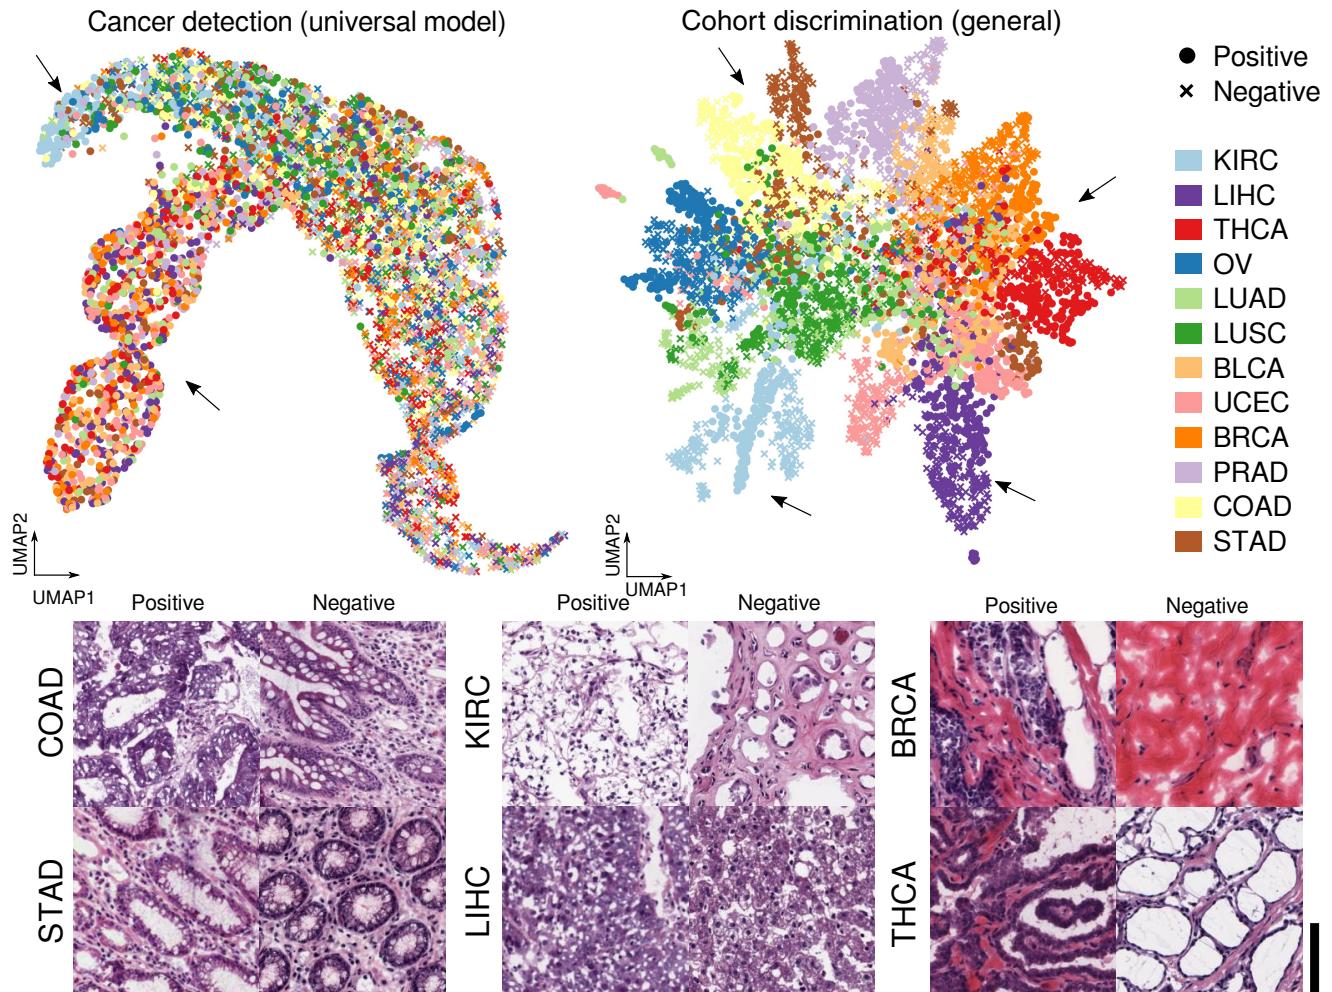 Cancer detection (universal model)
Cohort discrimination (general)
Positive
Negative
KIRC
LIHC
THCA
OV
LUAD
LUSC
BLCA
UCEC
BRCA
PRAD
COAD
STAD
UMAP2
UMAP1
UMAP2
UMAP1
Positive
Negative
Positive
Negative
Positive
Negative
COAD
KIRC
BRCA
STAD
LIHC
THCA